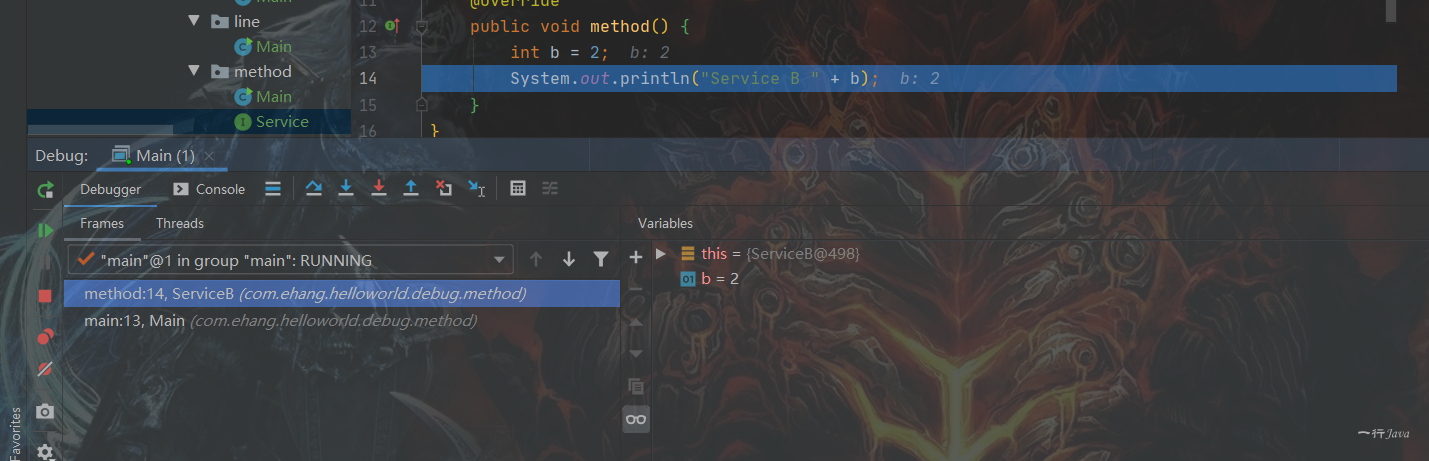 Main
line
Main
method
Main
Service
11 @Override
12 public void method() {
13 int b = 2; b: 2
14 System.out.println("Service B " + b); b: 2
15 }
16 }
Debug: Main (1)
Debugger Console
Frames Threads Variables
"main"@1 in group "main": RUNNING
this = {ServiceB@498}
method:14, ServiceB (com.ehang.helloworld.debug.method)
01 b = 2
main:13, Main (com.ehang.helloworld.debug.method)
Favorites
一行Java